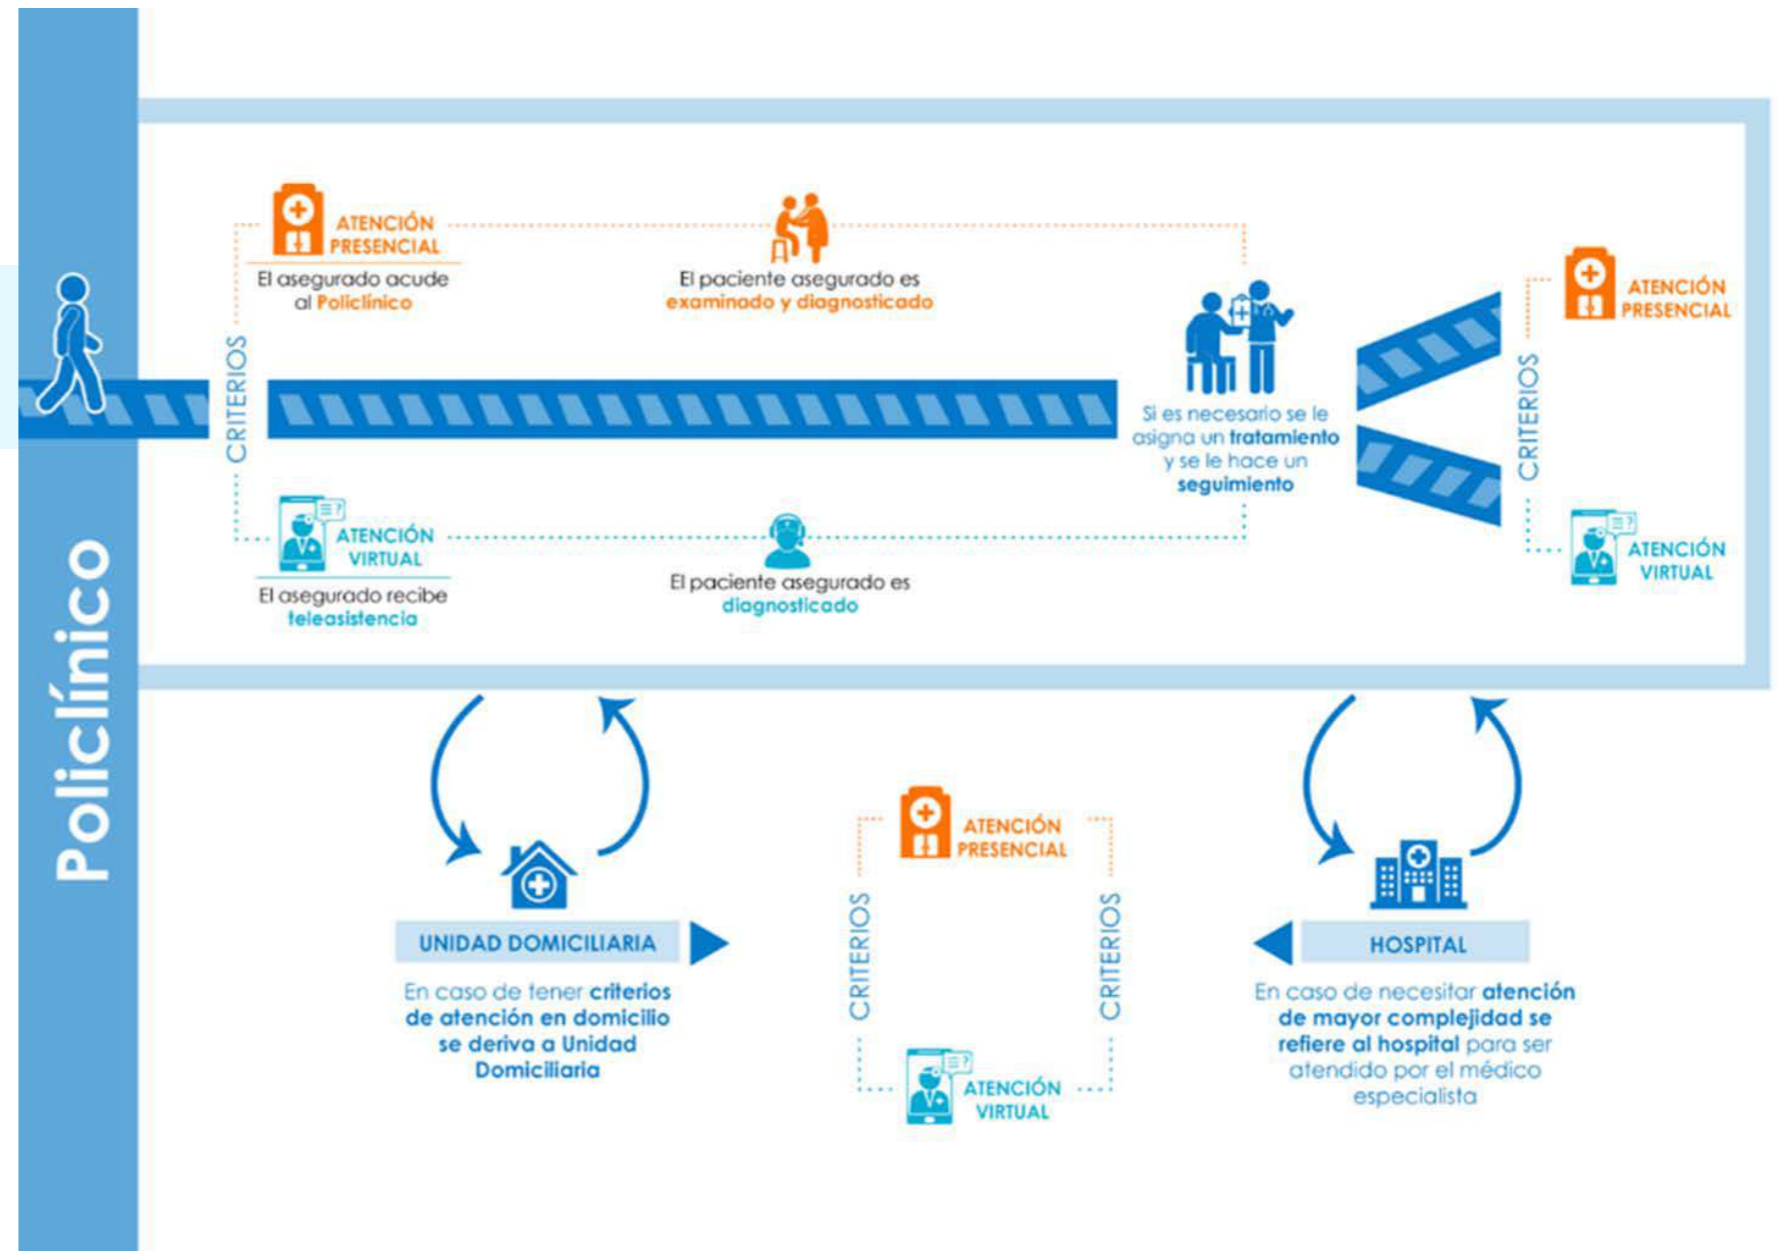 Policlínico
CRITERIOS
ATENCIÓN
PRESENCIAL
El asegurado acude
al Policlínico
El paciente asegurado es
examinado y diagnosticado
ATENCIÓN
VIRTUAL
El asegurado recibe
teleasistencia
El paciente asegurado es
diagnosticado
Si es necesario se le
asigna un tratamiento
y se le hace un
seguimiento
CRITERIOS
ATENCIÓN
PRESENCIAL
ATENCIÓN
VIRTUAL
UNIDAD DOMICILIARIA
En caso de tener criterios
de atención en domicilio
se deriva a Unidad
Domiciliaria
CRITERIOS
ATENCIÓN
PRESENCIAL
ATENCIÓN
VIRTUAL
CRITERIOS
HOSPITAL
En caso de necesitar atención
de mayor complejidad se
refiere al hospital para ser
atendido por el médico
especialista